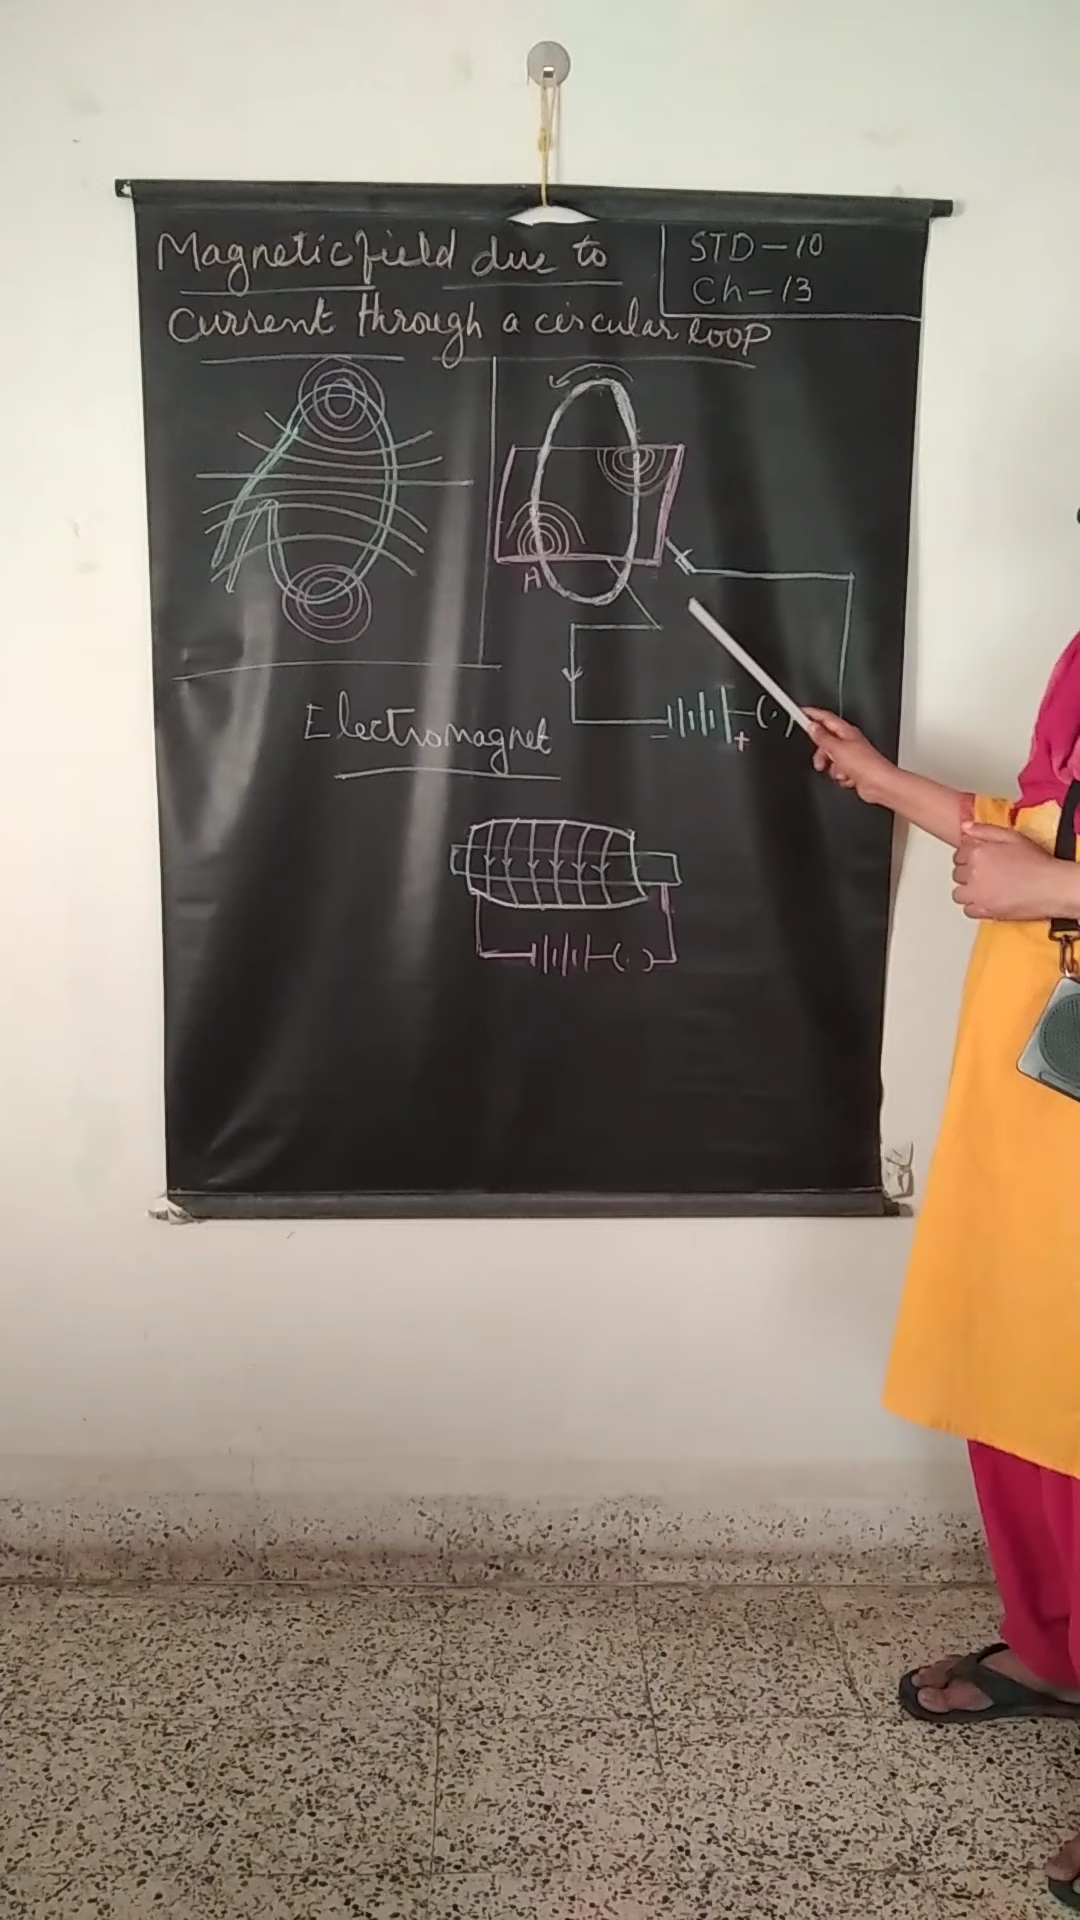 Magnetic field due to
current through a circular loop
STD-10
Ch-13
A
- +
Electromagnet